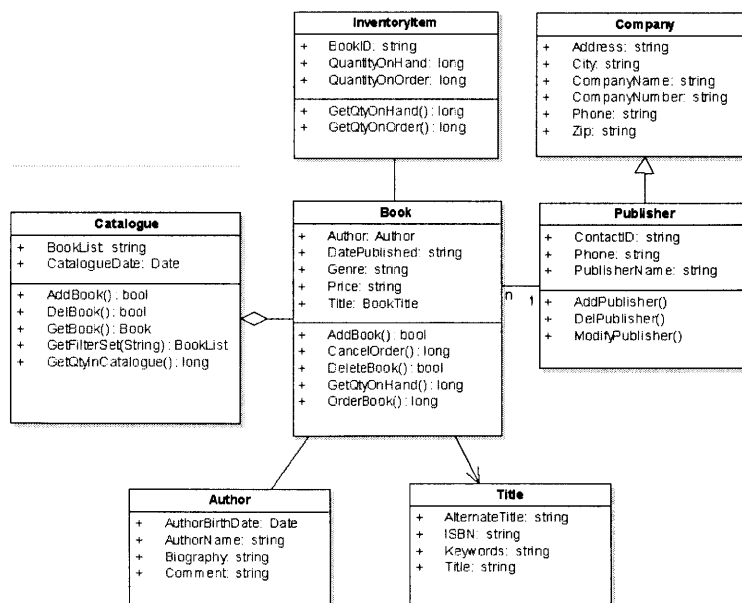 InventoryItem
+ BookID: string
+ QuantityOnHand: long
+ QuantityOnOrder: long
+ GetQtyOnHand() : long
+ GetQtyOnOrder() : long
Company
+ Address: string
+ City: string
+ CompanyName: string
+ CompanyNumber: string
+ Phone: string
+ Zip: string
Catalogue
+ BookList: string
+ CatalogueDate: Date
+ AddBook() : bool
+ DelBook() : bool
+ GetBook() : Book
+ GetFilterSet(String) : BookList
+ GetQtyInCatalogue() : long
Book
+ Author: Author
+ DatePublished: string
+ Genre: string
+ Price: string
+ Title: BookTitle
+ AddBook() : bool
+ CancelOrder() : long
+ DeleteBook() : bool
+ GetQtyOnHand() : long
+ OrderBook() : long
n 1
Publisher
+ ContactID: string
+ Phone: string
+ PublisherName: string
+ AddPublisher()
+ DelPublisher()
+ ModifyPublisher()
Author
+ AuthorBirthDate: Date
+ AuthorName: string
+ Biography: string
+ Comment: string
Title
+ AlternateTitle: string
+ ISBN: string
+ Keywords: string
+ Title: string